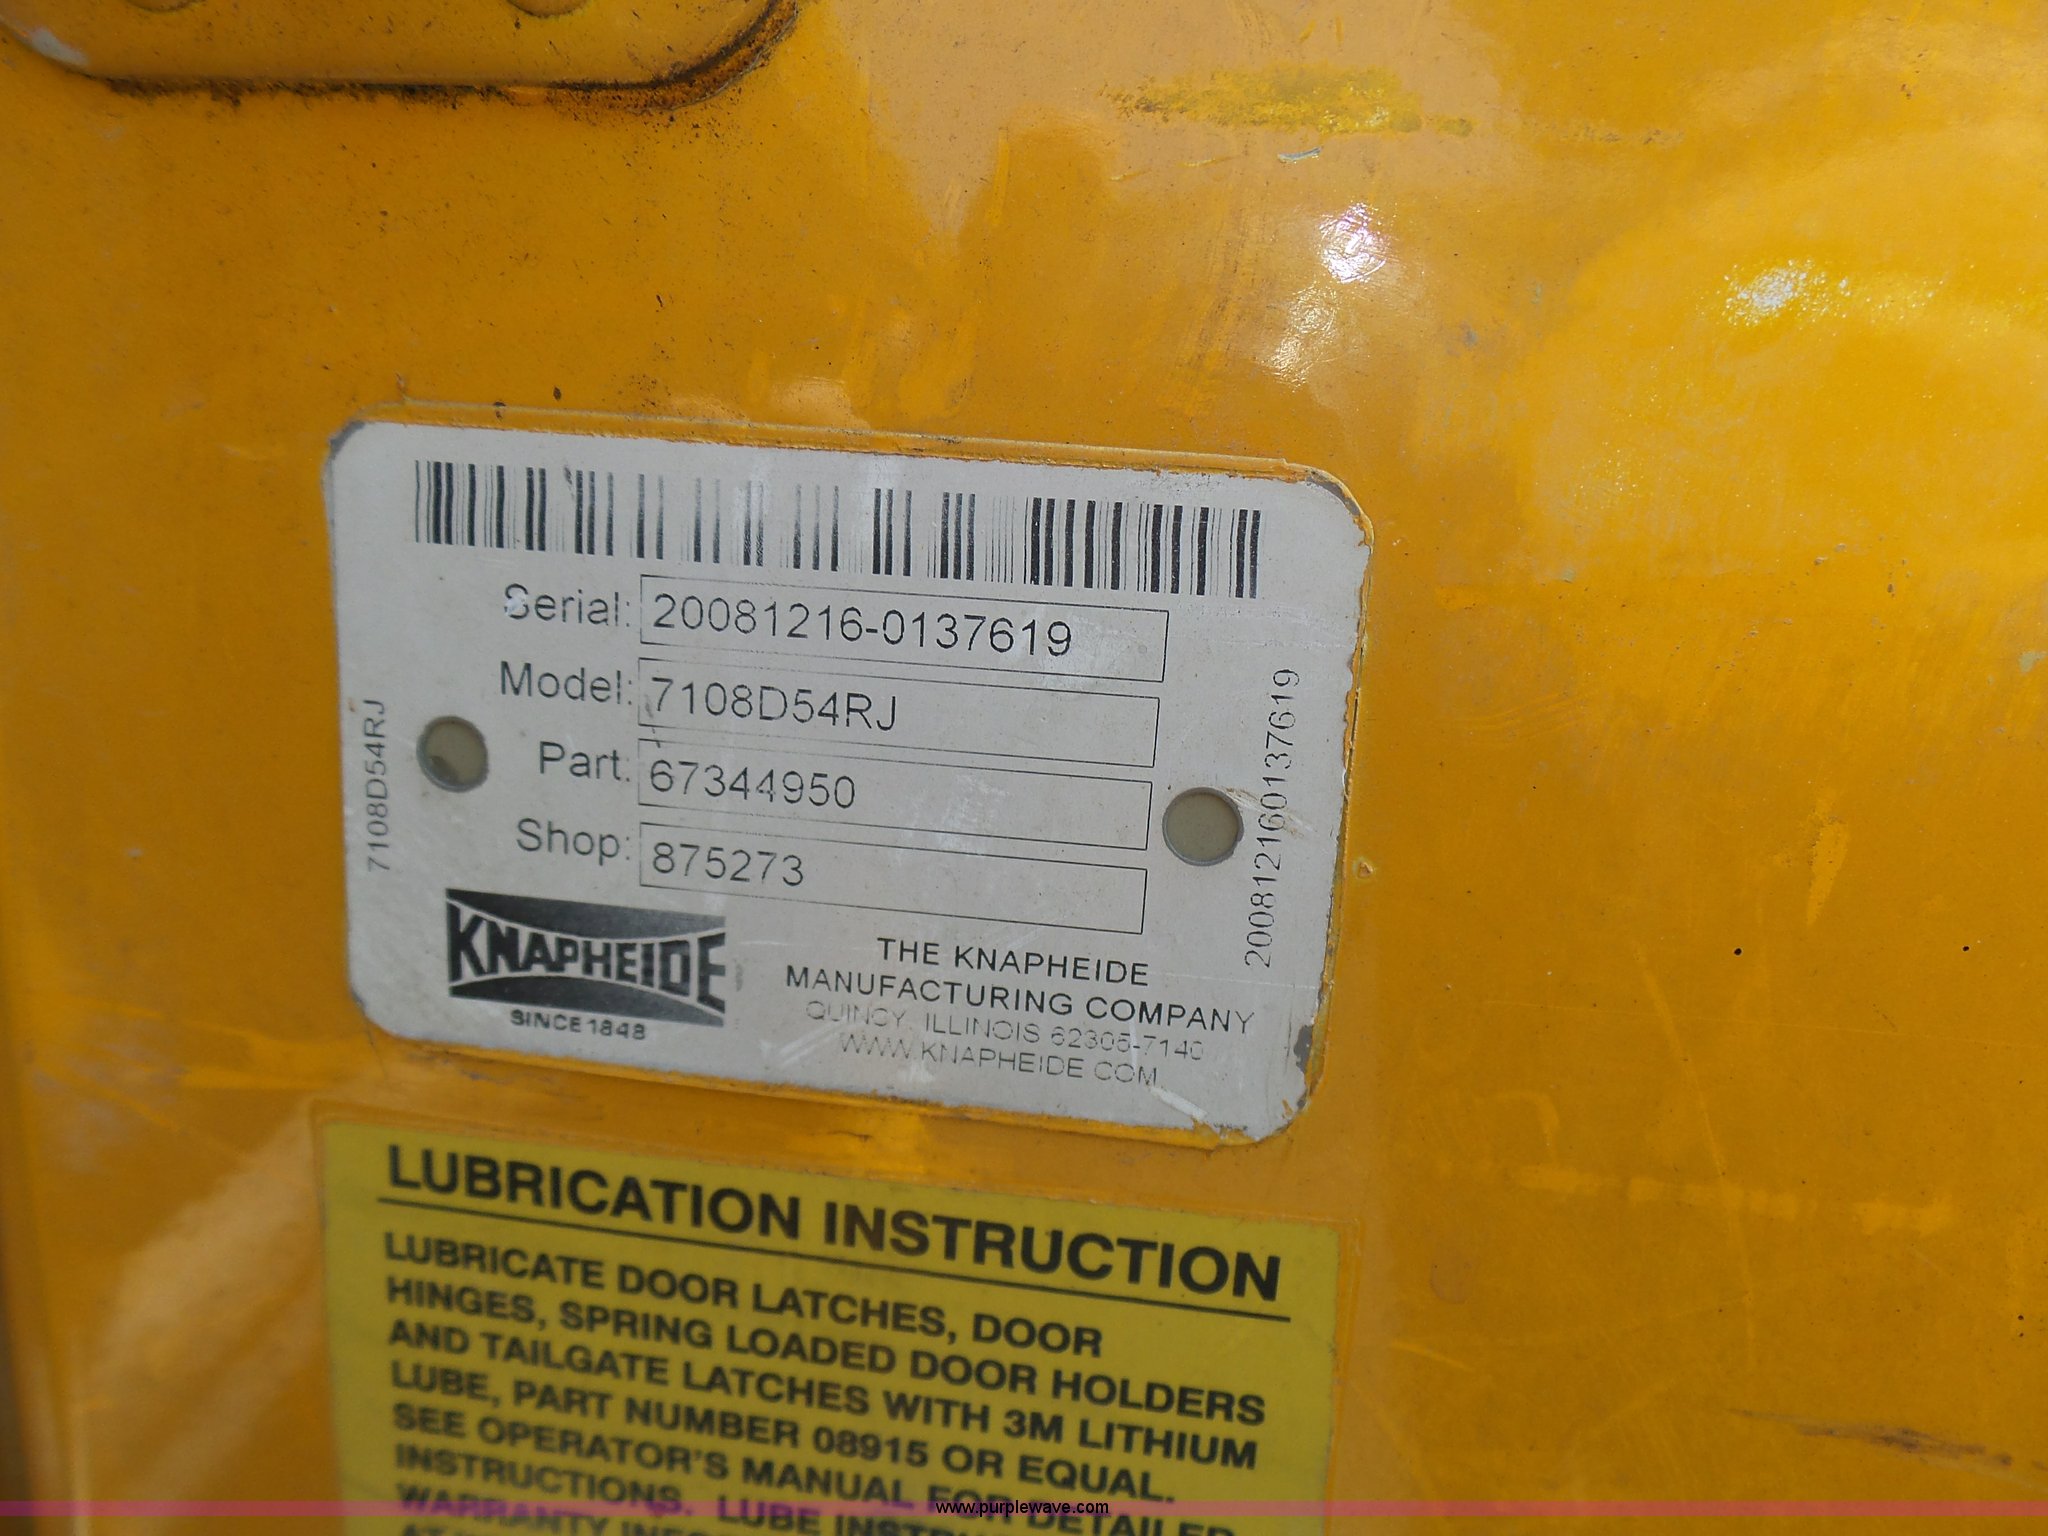 Serial: 20081216-0137619
Model: 7108D54RJ
Part: 67344950
Shop: 875273
7108D54RJ
200812160137619
KNAPHEIDE
SINCE 1848
THE KNAPHEIDE
MANUFACTURING COMPANY
QUINCY, ILLINOIS 62305-7140
WWW.KNAPHEIDE.COM
LUBRICATION INSTRUCTION
LUBRICATE DOOR LATCHES, DOOR
HINGES, SPRING LOADED DOOR HOLDERS
AND TAILGATE LATCHES WITH 3M LITHIUM
LUBE, PART NUMBER 08915 OR EQUAL.
SEE OPERATOR'S MANUAL FOR DETAILED
INSTRUCTIONS. LUBE
WARRANTY
www.purplewave.com